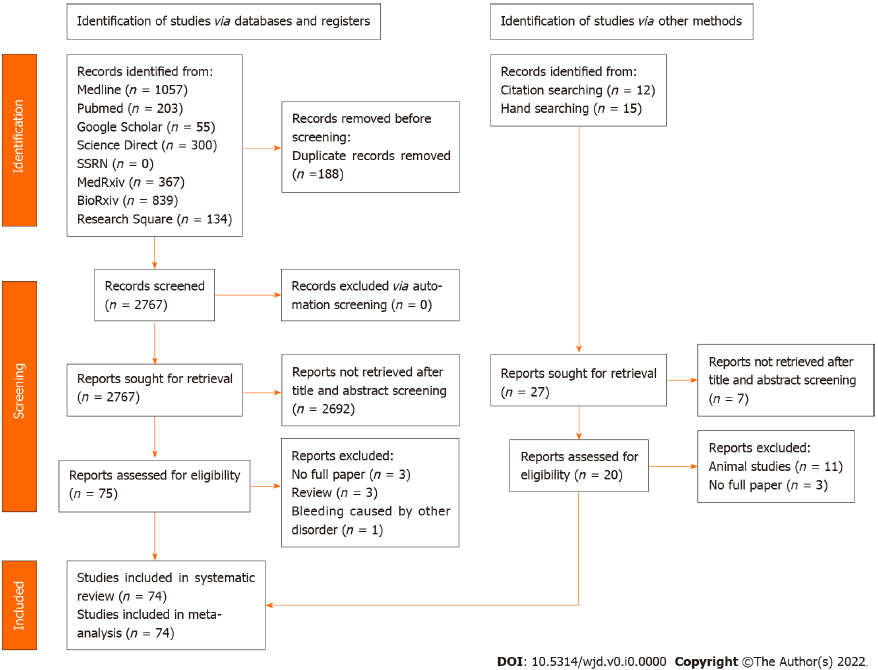 Identification of studies via databases and registers
Identification of studies via other methods
Identification
Records identified from:
Medline (n = 1057)
Pubmed (n = 203)
Google Scholar (n = 55)
Science Direct (n = 300)
SSRN (n = 0)
MedRxiv (n = 367)
BioRxiv (n = 839)
Research Square (n = 134)
Records removed before
screening:
Duplicate records removed
(n =188)
Records identified from:
Citation searching (n = 12)
Hand searching (n = 15)
Screening
Records screened
(n = 2767)
Records excluded via auto-
mation screening (n = 0)
Reports sought for retrieval
(n = 2767)
Reports not retrieved after
title and abstract screening
(n = 2692)
Reports sought for retrieval
(n = 27)
Reports not retrieved after
title and abstract screening
(n = 7)
Reports assessed for eligibility
(n = 75)
Reports excluded:
No full paper (n = 3)
Review (n = 3)
Bleeding caused by other
disorder (n = 1)
Reports assessed for
eligibility (n = 20)
Reports excluded:
Animal studies (n = 11)
No full paper (n = 3)
Included
Studies included in systematic
review (n = 74)
Studies included in meta-
analysis (n = 74)
DOI: 10.5314/wjd.v0.i0.0000 Copyright ©The Author(s) 2022.